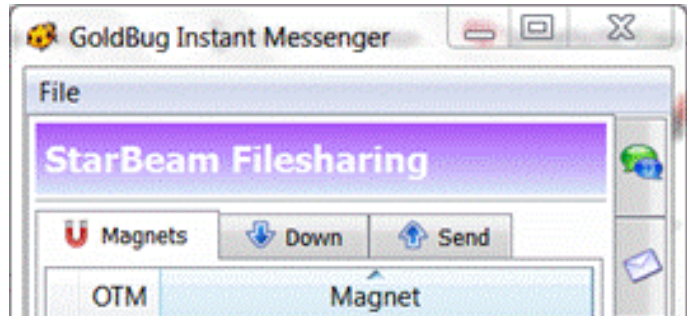 GoldBug Instant Messenger
File
StarBeam Filesharing
Magnets Down Send
OTM Magnet